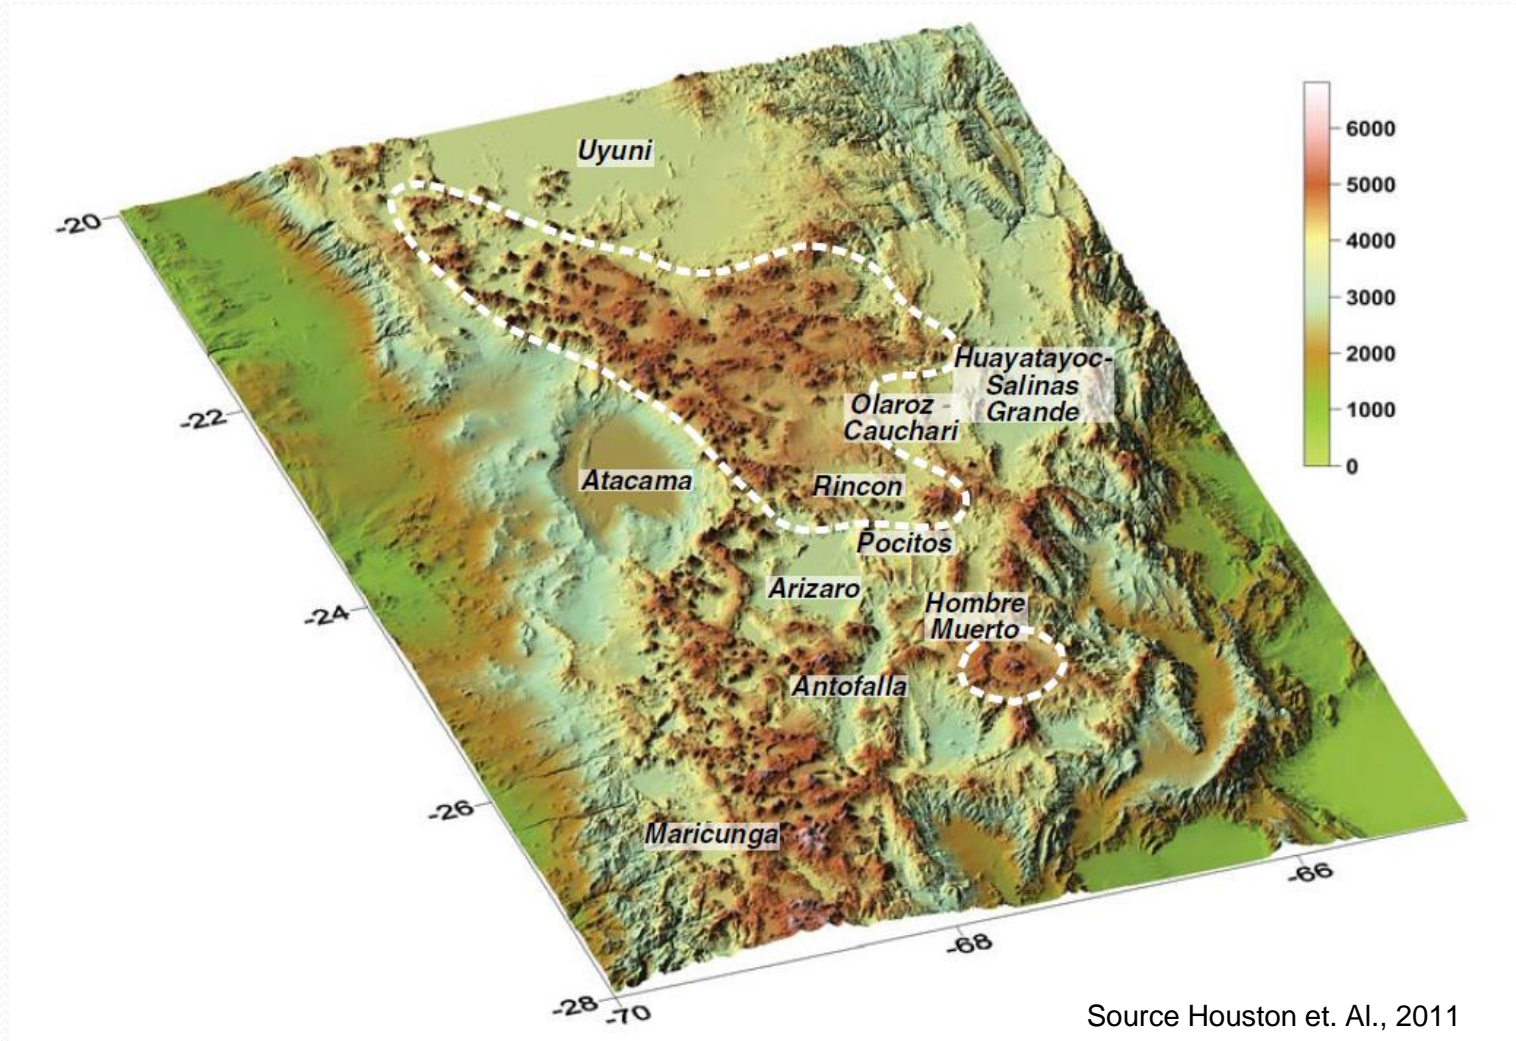 Uyuni
6000
5000
4000
3000
2000
1000
0
-20
-22
-24
-26
-28
-70
-68
-66
Huayatayoc-
Salinas
Grande
Olaroz -
Cauchari
Atacama
Rincon
Pocitos
Arizaro
Hombre
Muerto
Antofalla
Maricunga
Source Houston et. Al., 2011